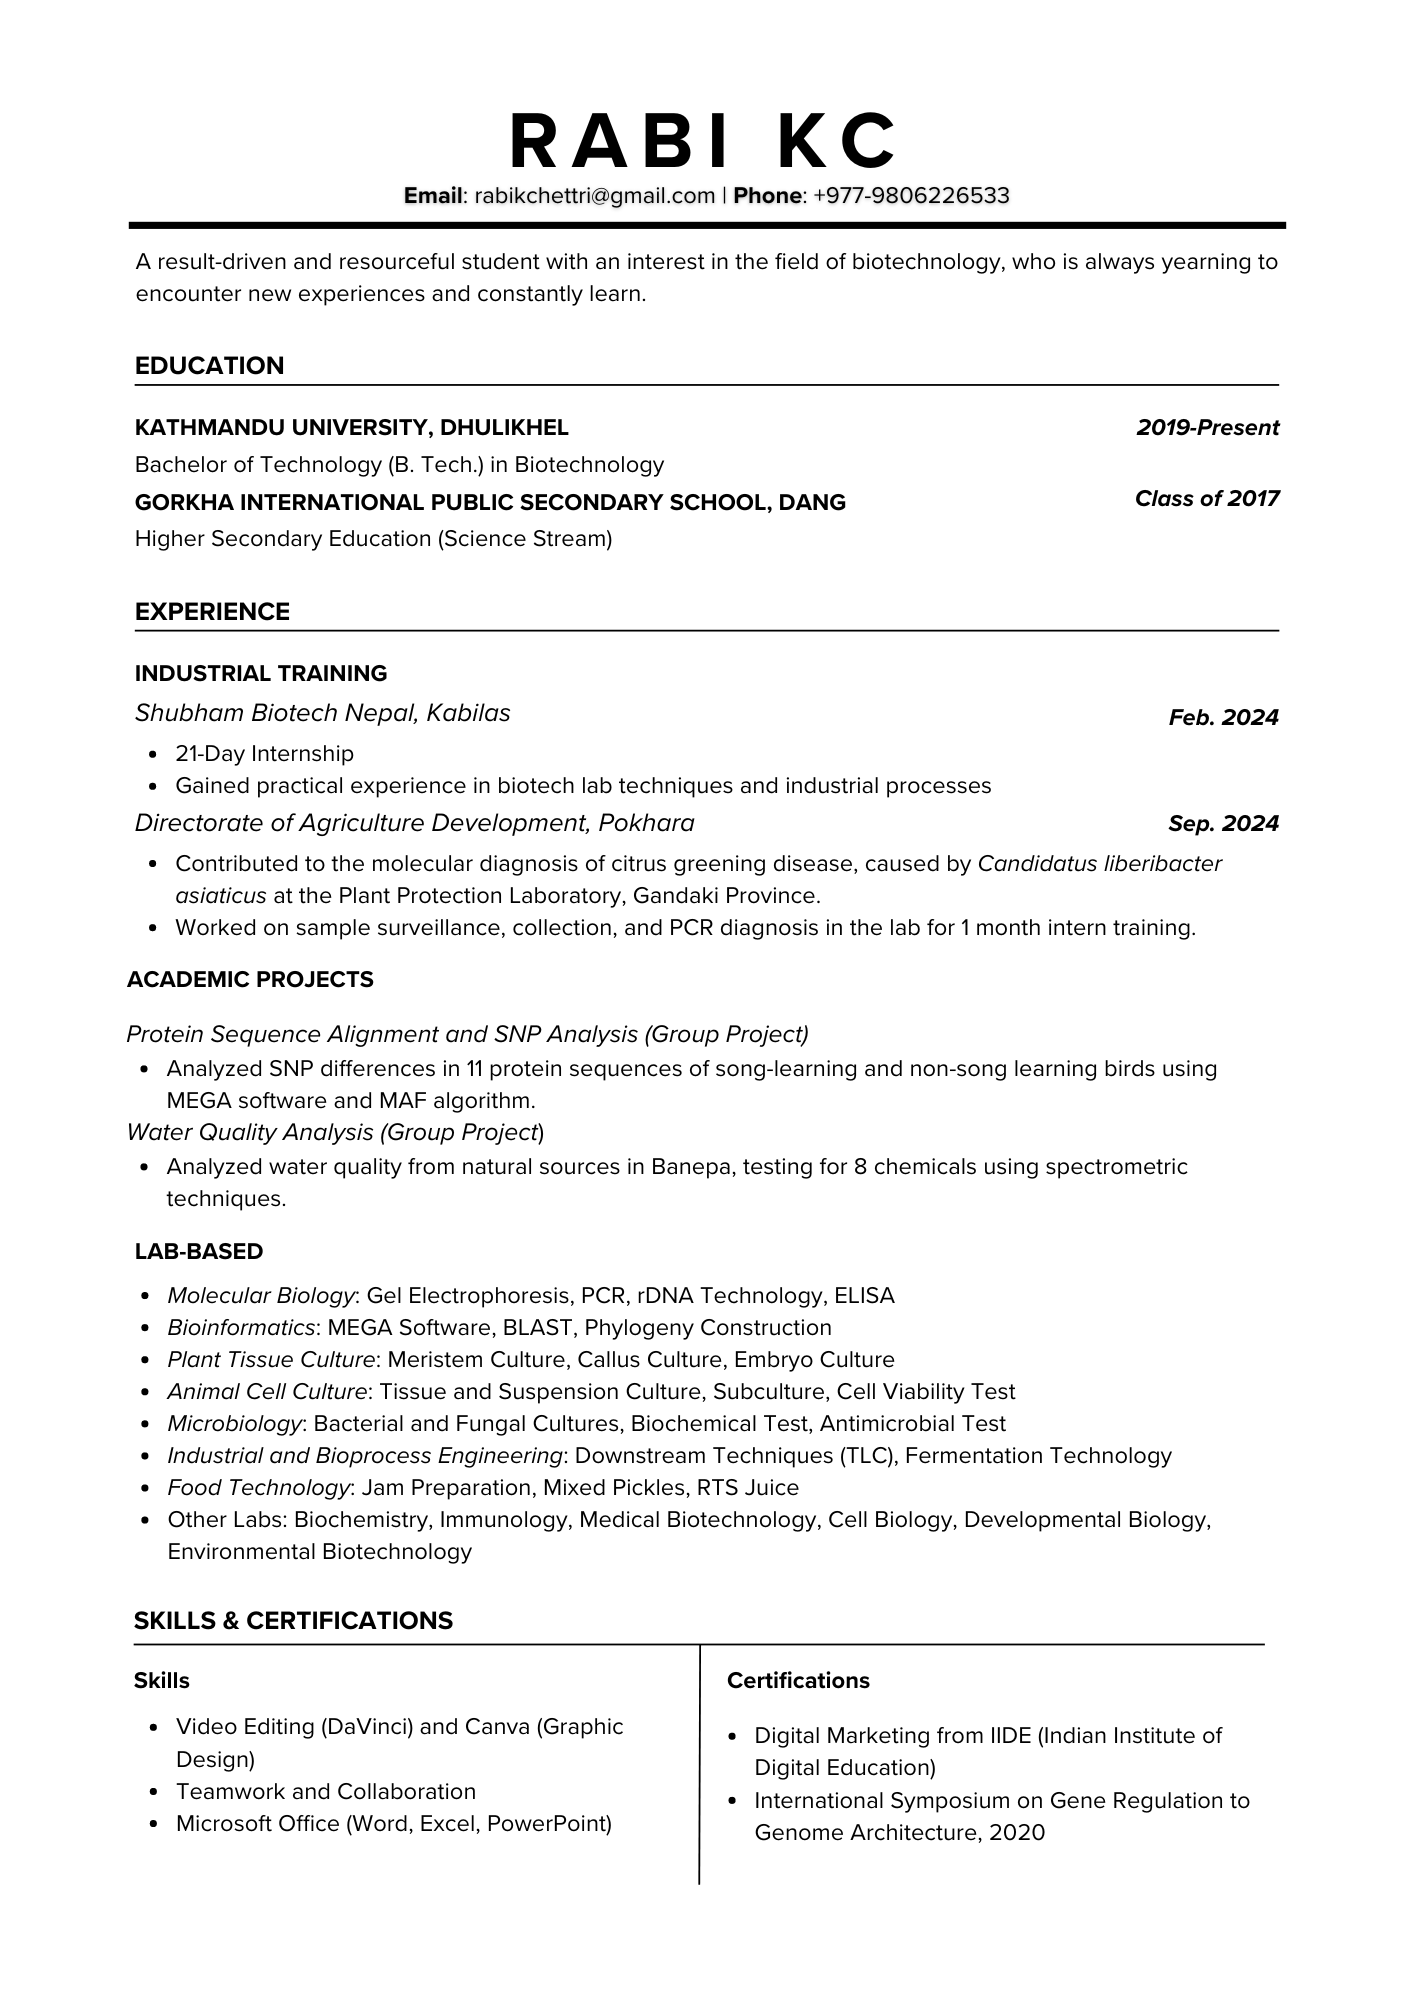 RABI KC
Email: rabikchettri@gmail.com | Phone: +977-9806226533
A result-driven and resourceful student with an interest in the field of biotechnology, who is always yearning to
encounter new experiences and constantly learn.
EDUCATION
KATHMANDU UNIVERSITY, DHULIKHEL 2019-Present
Bachelor of Technology (B. Tech.) in Biotechnology
GORKHA INTERNATIONAL PUBLIC SECONDARY SCHOOL, DANG Class of 2017
Higher Secondary Education (Science Stream)
EXPERIENCE
INDUSTRIAL TRAINING
Shubham Biotech Nepal, Kabilas Feb. 2024
• 21-Day Internship
• Gained practical experience in biotech lab techniques and industrial processes
Directorate of Agriculture Development, Pokhara Sep. 2024
• Contributed to the molecular diagnosis of citrus greening disease, caused by Candidatus liberibacter
asiaticus at the Plant Protection Laboratory, Gandaki Province.
• Worked on sample surveillance, collection, and PCR diagnosis in the lab for 1 month intern training.
ACADEMIC PROJECTS
Protein Sequence Alignment and SNP Analysis (Group Project)
• Analyzed SNP differences in 11 protein sequences of song-learning and non-song learning birds using
MEGA software and MAF algorithm.
Water Quality Analysis (Group Project)
• Analyzed water quality from natural sources in Banepa, testing for 8 chemicals using spectrometric
techniques.
LAB-BASED
• Molecular Biology: Gel Electrophoresis, PCR, rDNA Technology, ELISA
• Bioinformatics: MEGA Software, BLAST, Phylogeny Construction
• Plant Tissue Culture: Meristem Culture, Callus Culture, Embryo Culture
• Animal Cell Culture: Tissue and Suspension Culture, Subculture, Cell Viability Test
• Microbiology: Bacterial and Fungal Cultures, Biochemical Test, Antimicrobial Test
• Industrial and Bioprocess Engineering: Downstream Techniques (TLC), Fermentation Technology
• Food Technology: Jam Preparation, Mixed Pickles, RTS Juice
• Other Labs: Biochemistry, Immunology, Medical Biotechnology, Cell Biology, Developmental Biology,
Environmental Biotechnology
SKILLS & CERTIFICATIONS
Skills
• Video Editing (DaVinci) and Canva (Graphic
Design)
• Teamwork and Collaboration
• Microsoft Office (Word, Excel, PowerPoint)
Certifications
• Digital Marketing from IIDE (Indian Institute of
Digital Education)
• International Symposium on Gene Regulation to
Genome Architecture, 2020